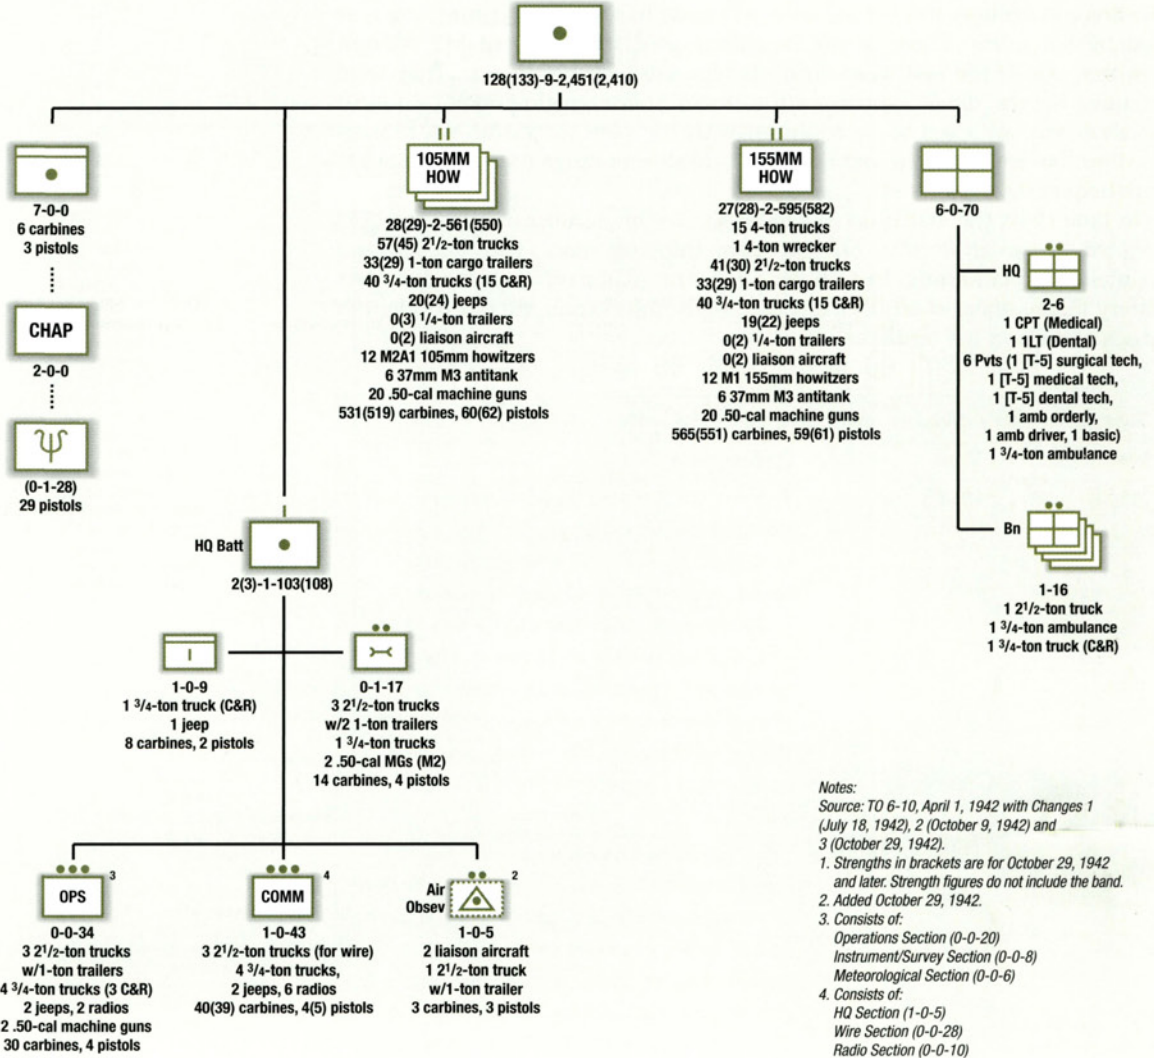 128(133)-9-2,451(2,410)
7-0-0
6 carbines
3 pistols
CHAP
2-0-0
(0-1-28)
29 pistols
105MM
HOW
28(29)-2-561(550)
57(45) 2 1/2-ton trucks
33(29) 1-ton cargo trailers
40 3/4-ton trucks (15 C&R)
20(24) jeeps
0(3) 1/4-ton trailers
0(2) liaison aircraft
12 M2A1 105mm howitzers
6 37mm M3 antitank
20 .50-cal machine guns
531(519) carbines, 60(62) pistols
155MM
HOW
27(28)-2-595(582)
15 4-ton trucks
1 4-ton wrecker
41(30) 2 1/2-ton trucks
33(29) 1-ton cargo trailers
40 3/4-ton trucks (15 C&R)
19(22) jeeps
0(2) 1/4-ton trailers
0(2) liaison aircraft
12 M1 155mm howitzers
6 37mm M3 antitank
20 .50-cal machine guns
565(551) carbines, 59(61) pistols
6-0-70
HQ
2-6
1 CPT (Medical)
1 1LT (Dental)
6 Pvts (1 [T-5] surgical tech,
1 [T-5] medical tech,
1 [T-5] dental tech,
1 amb orderly,
1 amb driver, 1 basic)
1 3/4-ton ambulance
Bn
1-16
1 2 1/2-ton truck
1 3/4-ton ambulance
1 3/4-ton truck (C&R)
HQ Batt
2(3)-1-103(108)
1-0-9
1 3/4-ton truck (C&R)
1 jeep
8 carbines, 2 pistols
0-1-17
3 2 1/2-ton trucks
w/2 1-ton trailers
1 3/4-ton trucks
2 .50-cal MGs (M2)
14 carbines, 4 pistols
OPS
3
0-0-34
3 2 1/2-ton trucks
w/1-ton trailers
4 3/4-ton trucks (3 C&R)
2 jeeps, 2 radios
2 .50-cal machine guns
30 carbines, 4 pistols
COMM
4
1-0-43
3 2 1/2-ton trucks (for wire)
4 3/4-ton trucks,
2 jeeps, 6 radios
40(39) carbines, 4(5) pistols
Air
Obsev
2
1-0-5
2 liaison aircraft
1 2 1/2-ton truck
w/1-ton trailer
3 carbines, 3 pistols
Notes:
Source: TO 6-10, April 1, 1942 with Changes 1
(July 18, 1942), 2 (October 9, 1942) and
3 (October 29, 1942).
1. Strengths in brackets are for October 29, 1942
and later. Strength figures do not include the band.
2. Added October 29, 1942.
3. Consists of:
Operations Section (0-0-20)
Instrument/Survey Section (0-0-8)
Meteorological Section (0-0-6)
4. Consists of:
HQ Section (1-0-5)
Wire Section (0-0-28)
Radio Section (0-0-10)